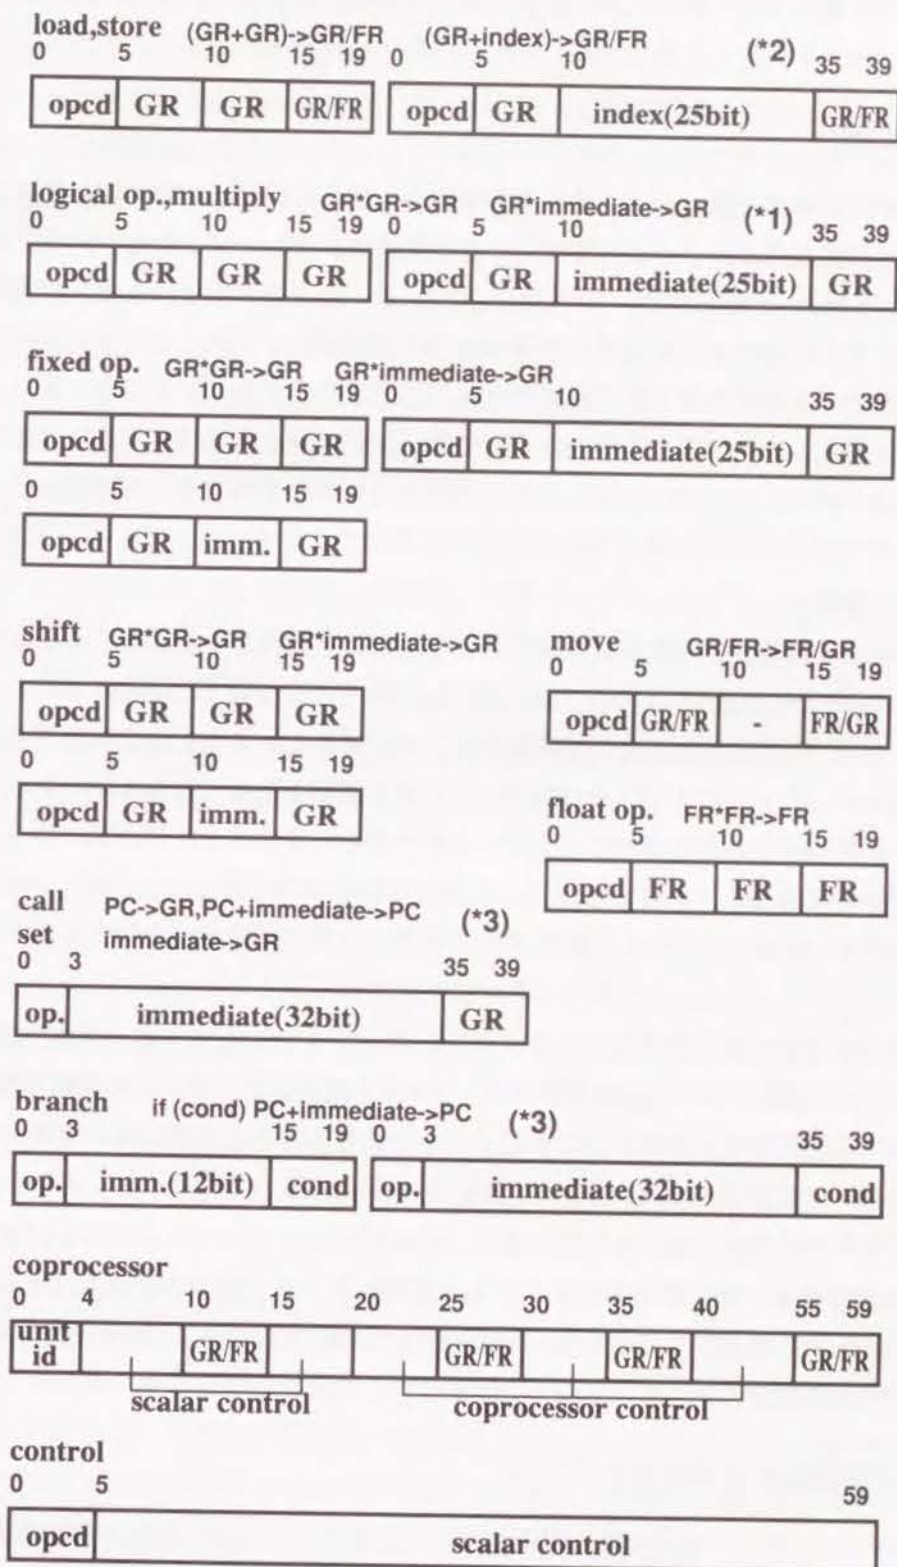 load,store (GR+GR)->GR/FR (GR+index)->GR/FR (*2)
0 5 10 15 19 0 5 10 35 39
opcd GR GR GR/FR opcd GR index(25bit) GR/FR
logical op.,multiply GR*GR->GR GR*immediate->GR (*1)
0 5 10 15 19 0 5 10 35 39
opcd GR GR GR opcd GR immediate(25bit) GR
fixed op. GR*GR->GR GR*immediate->GR
0 5 10 15 19 0 5 10 35 39
opcd GR GR GR opcd GR immediate(25bit) GR
0 5 10 15 19
opcd GR imm. GR
shift GR*GR->GR GR*immediate->GR
0 5 10 15 19
opcd GR GR GR
0 5 10 15 19
opcd GR imm. GR
move GR/FR->FR/GR
0 5 10 15 19
opcd GR/FR - FR/GR
float op. FR*FR->FR
0 5 10 15 19
opcd FR FR FR
call PC->GR,PC+immediate->PC (*3)
set immediate->GR
0 3 35 39
op. immediate(32bit) GR
branch if (cond) PC+immediate->PC (*3)
0 3 15 19 0 3 35 39
op. imm.(12bit) cond op. immediate(32bit) cond
coprocessor
0 4 10 15 20 25 30 35 40 55 59
unit id GR/FR GR/FR GR/FR GR/FR
scalar control coprocessor control
control
0 5 59
opcd scalar control